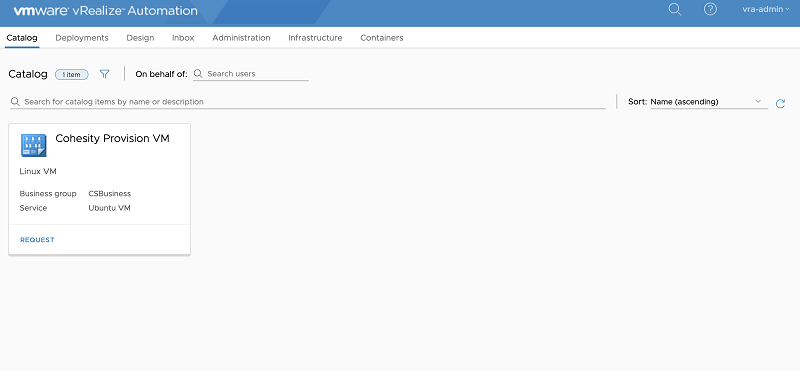 vmware® vRealize™ Automation
vra-admin
Catalog Deployments Design Inbox Administration Infrastructure Containers
Catalog 1 item On behalf of: Search users
Search for catalog items by name or description Sort: Name (ascending)
Cohesity Provision VM
Linux VM
Business group CSBusiness
Service Ubuntu VM
REQUEST